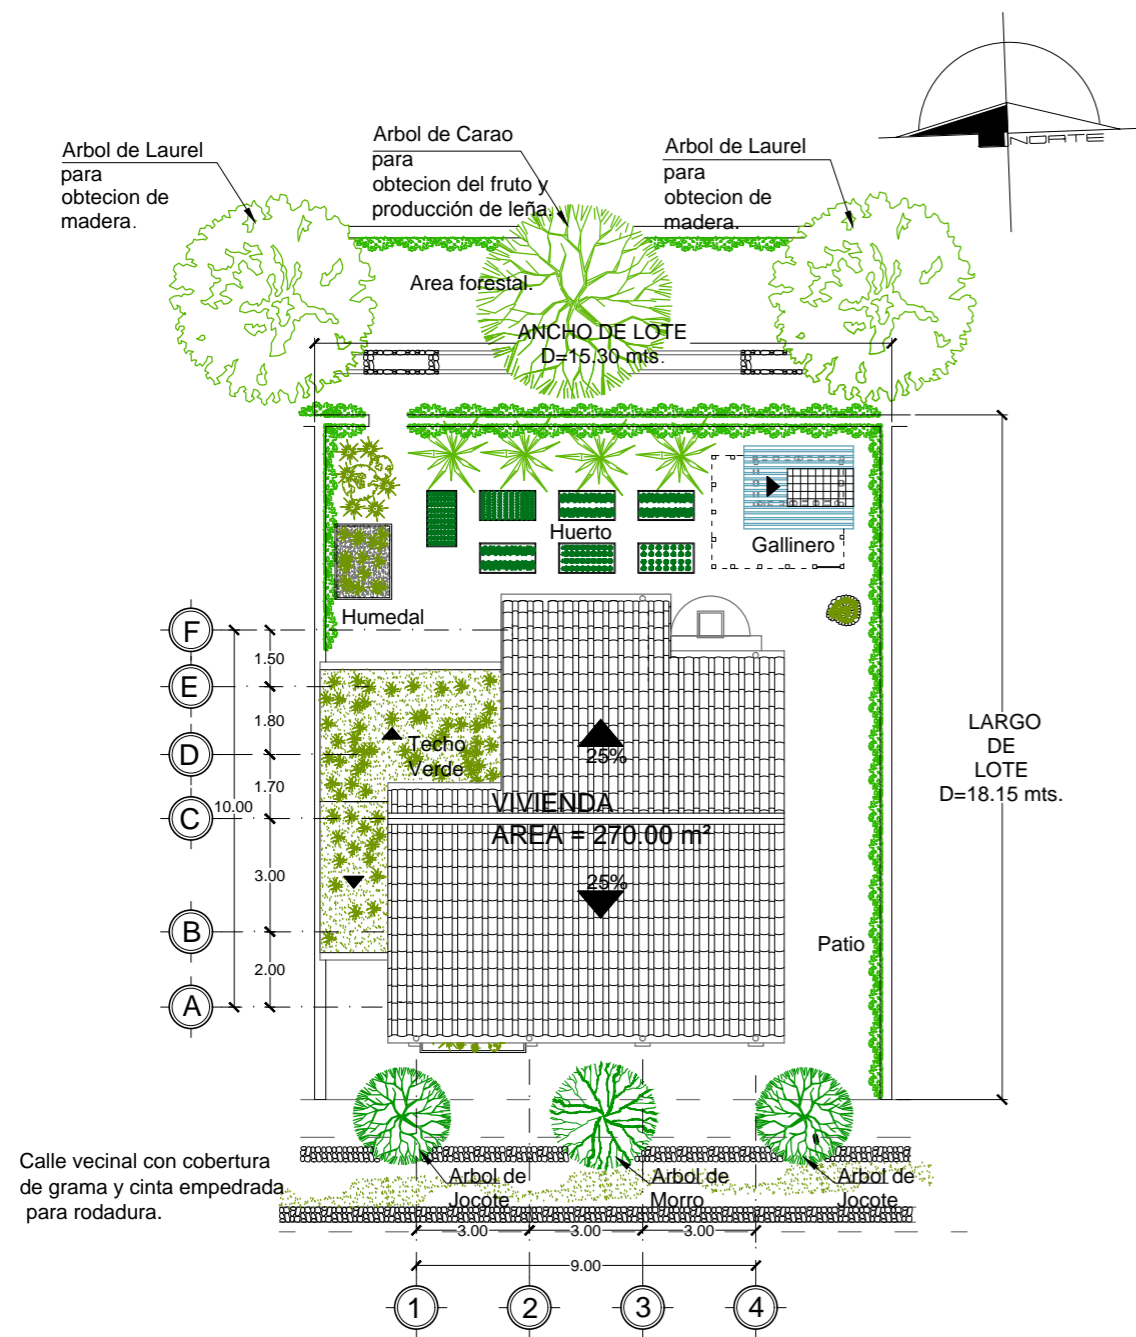 NORTE
Arbol de Laurel
para
obtecion de
madera.
Arbol de Carao
para
obtecion del fruto y
producción de leña.
Arbol de Laurel
para
obtecion de
madera.
Area forestal.
ANCHO DE LOTE
D=15.30 mts.
Huerto
Gallinero
Humedal
F
E
D
C
B
A
1.50
1.80
1.70
10.00
3.00
2.00
Techo
Verde
25%
VIVIENDA
AREA = 270.00 m²
25%
Patio
LARGO
DE
LOTE
D=18.15 mts.
Calle vecinal con cobertura
de grama y cinta empedrada
para rodadura.
Arbol de
Jocote
Arbol de
Morro
Arbol de
Jocote
3.00
3.00
3.00
9.00
1
2
3
4